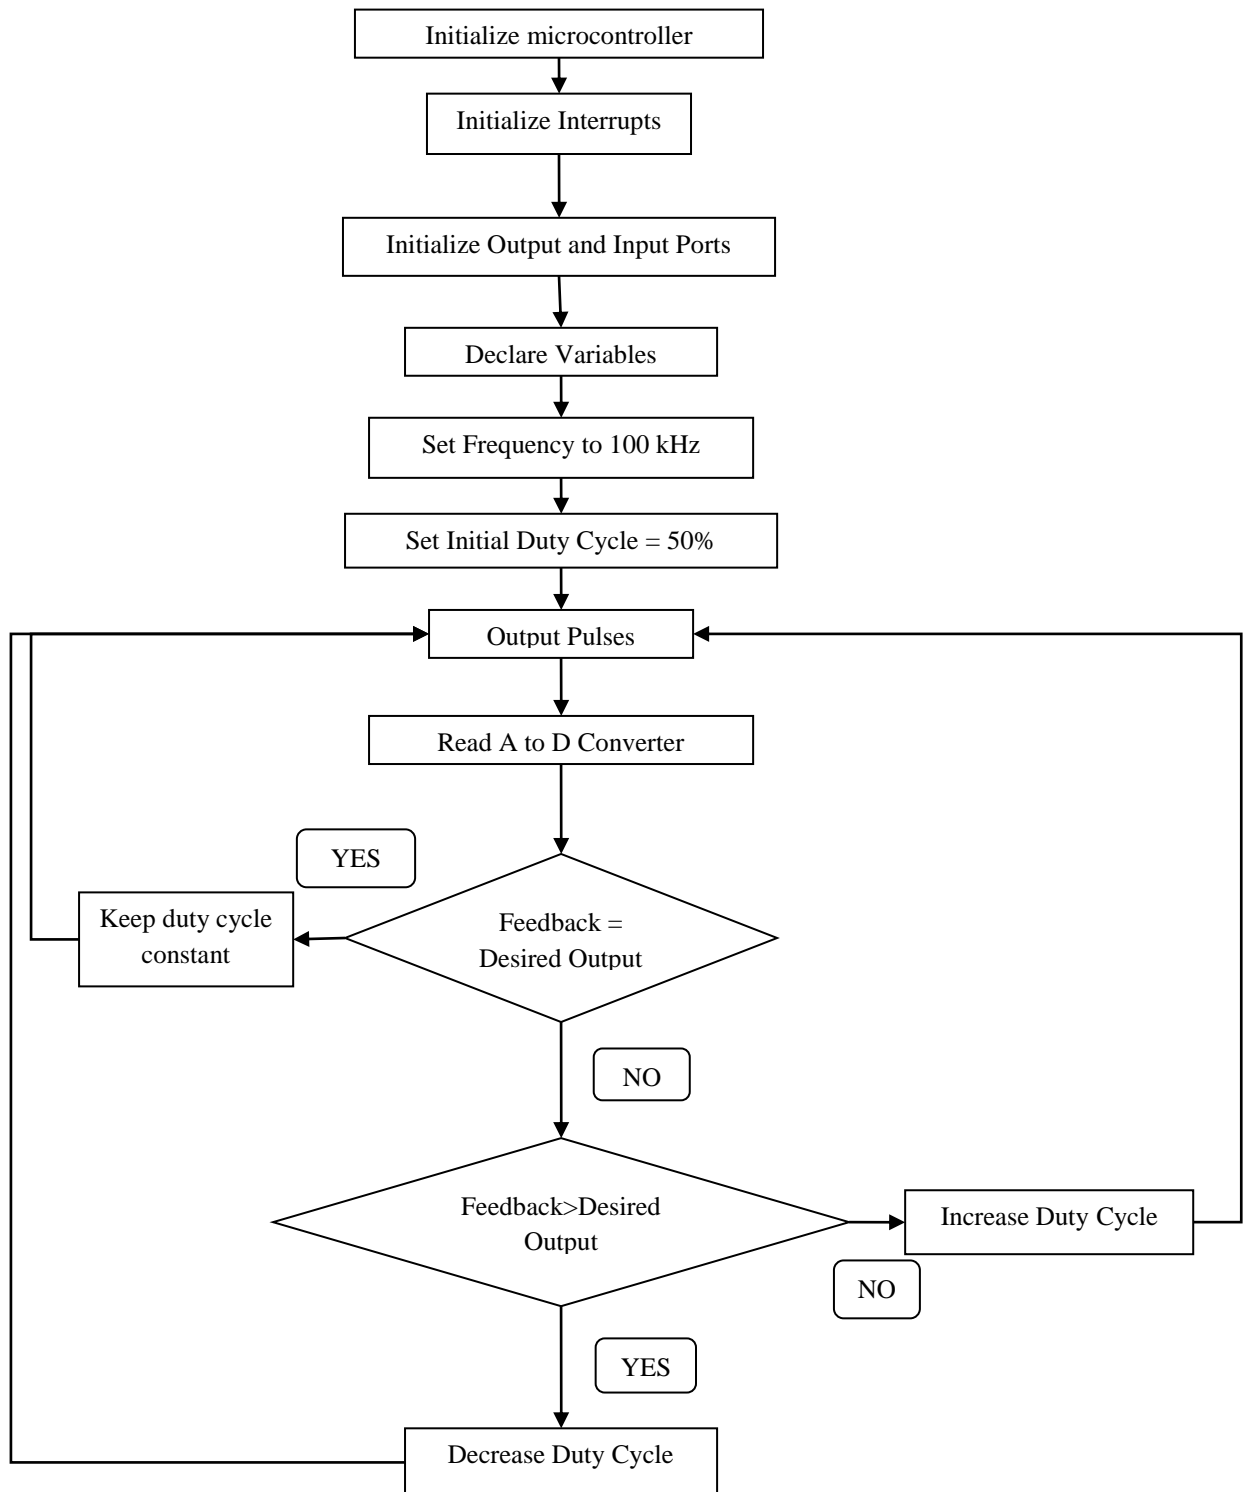 Initialize microcontroller
Initialize Interrupts
Initialize Output and Input Ports
Declare Variables
Set Frequency to 100 kHz
Set Initial Duty Cycle = 50%
Output Pulses
Read A to D Converter
YES
Keep duty cycle
constant
Feedback =
Desired Output
NO
Feedback>Desired
Output
Increase Duty Cycle
NO
YES
Decrease Duty Cycle